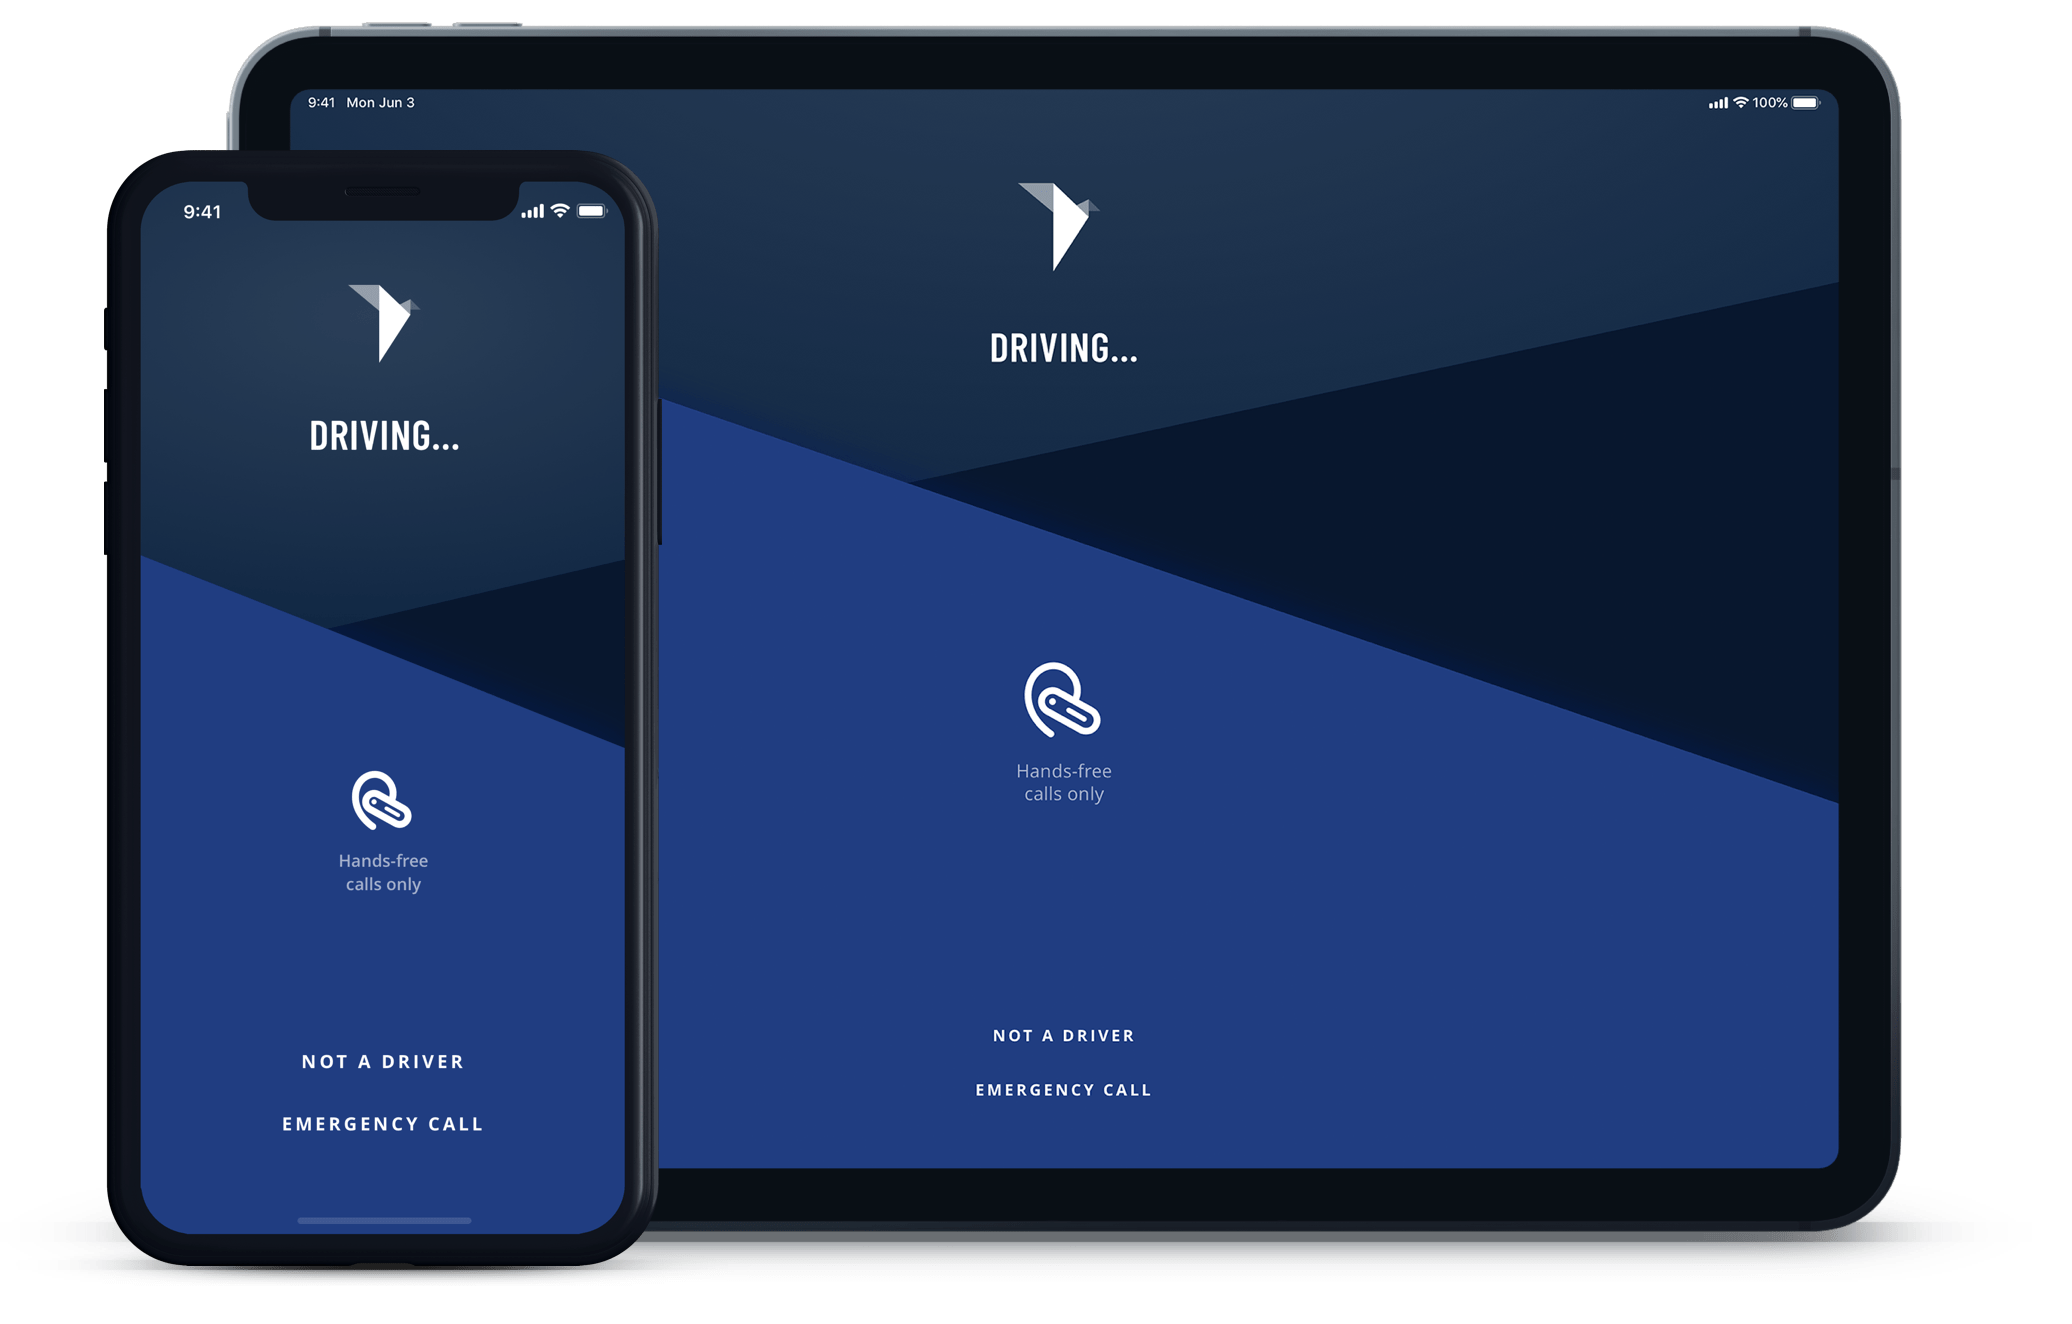 9:41
DRIVING...
Hands-free
calls only
NOT A DRIVER
EMERGENCY CALL
9:41 Mon Jun 3
100%
DRIVING...
Hands-free
calls only
NOT A DRIVER
EMERGENCY CALL